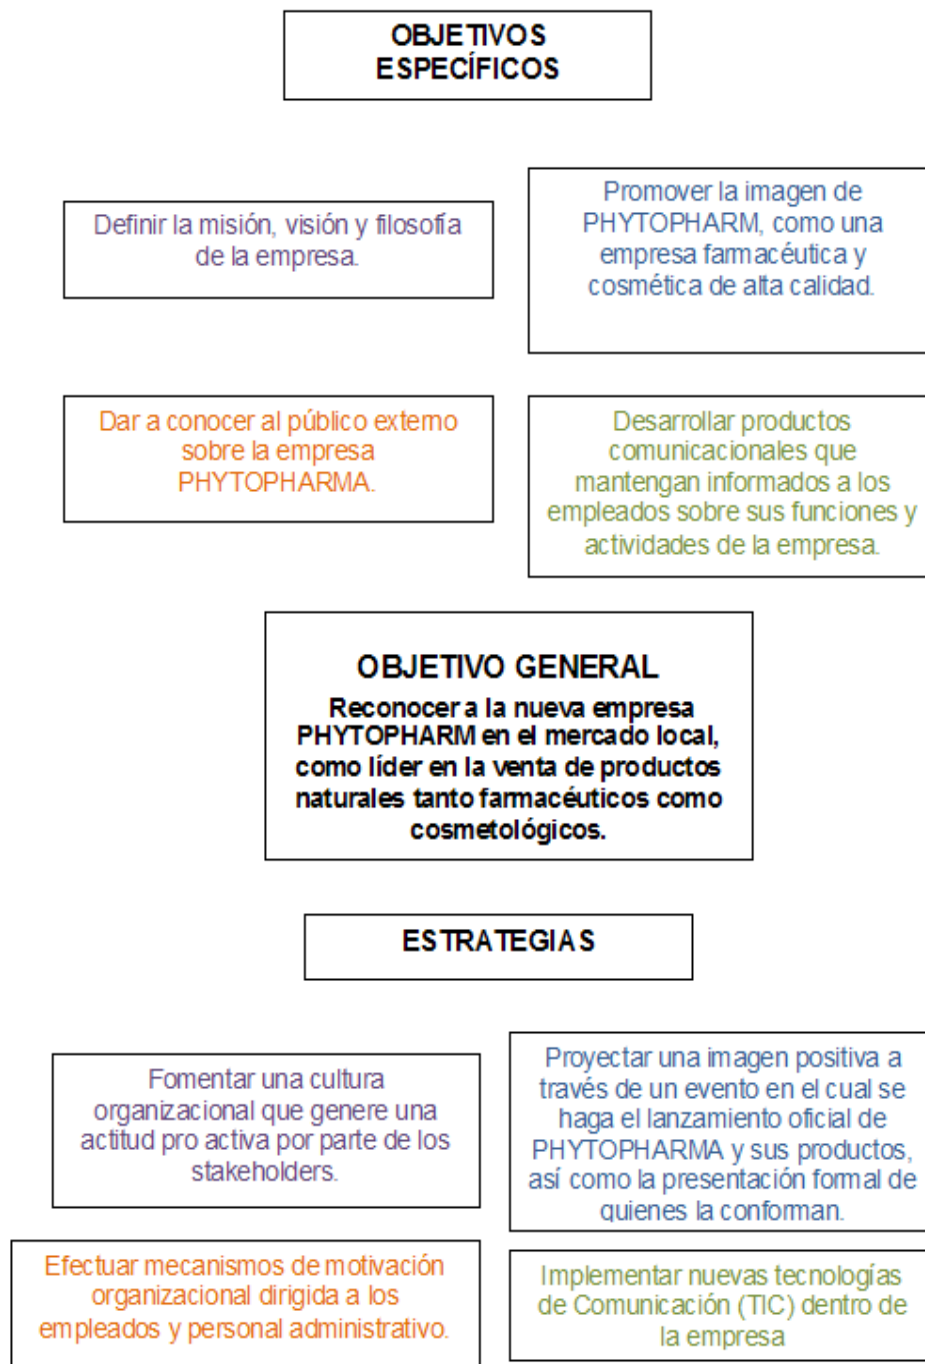 OBJETIVOS
ESPECÍFICOS
Definir la misión, visión y filosofía
de la empresa.
Promover la imagen de
PHYTOPHARM, como una
empresa farmacéutica y
cosmética de alta calidad.
Dar a conocer al público externo
sobre la empresa
PHYTOPHARMA.
Desarrollar productos
comunicacionales que
mantengan informados a los
empleados sobre sus funciones y
actividades de la empresa.
OBJETIVO GENERAL
Reconocer a la nueva empresa
PHYTOPHARM en el mercado local,
como líder en la venta de productos
naturales tanto farmacéuticos como
cosmetológicos.
ESTRATEGIAS
Fomentar una cultura
organizacional que genere una
actitud pro activa por parte de los
stakeholders.
Proyectar una imagen positiva a
través de un evento en el cual se
haga el lanzamiento oficial de
PHYTOPHARMA y sus productos,
así como la presentación formal de
quienes la conforman.
Efectuar mecanismos de motivación
organizacional dirigida a los
empleados y personal administrativo.
Implementar nuevas tecnologías
de Comunicación (TIC) dentro de
la empresa